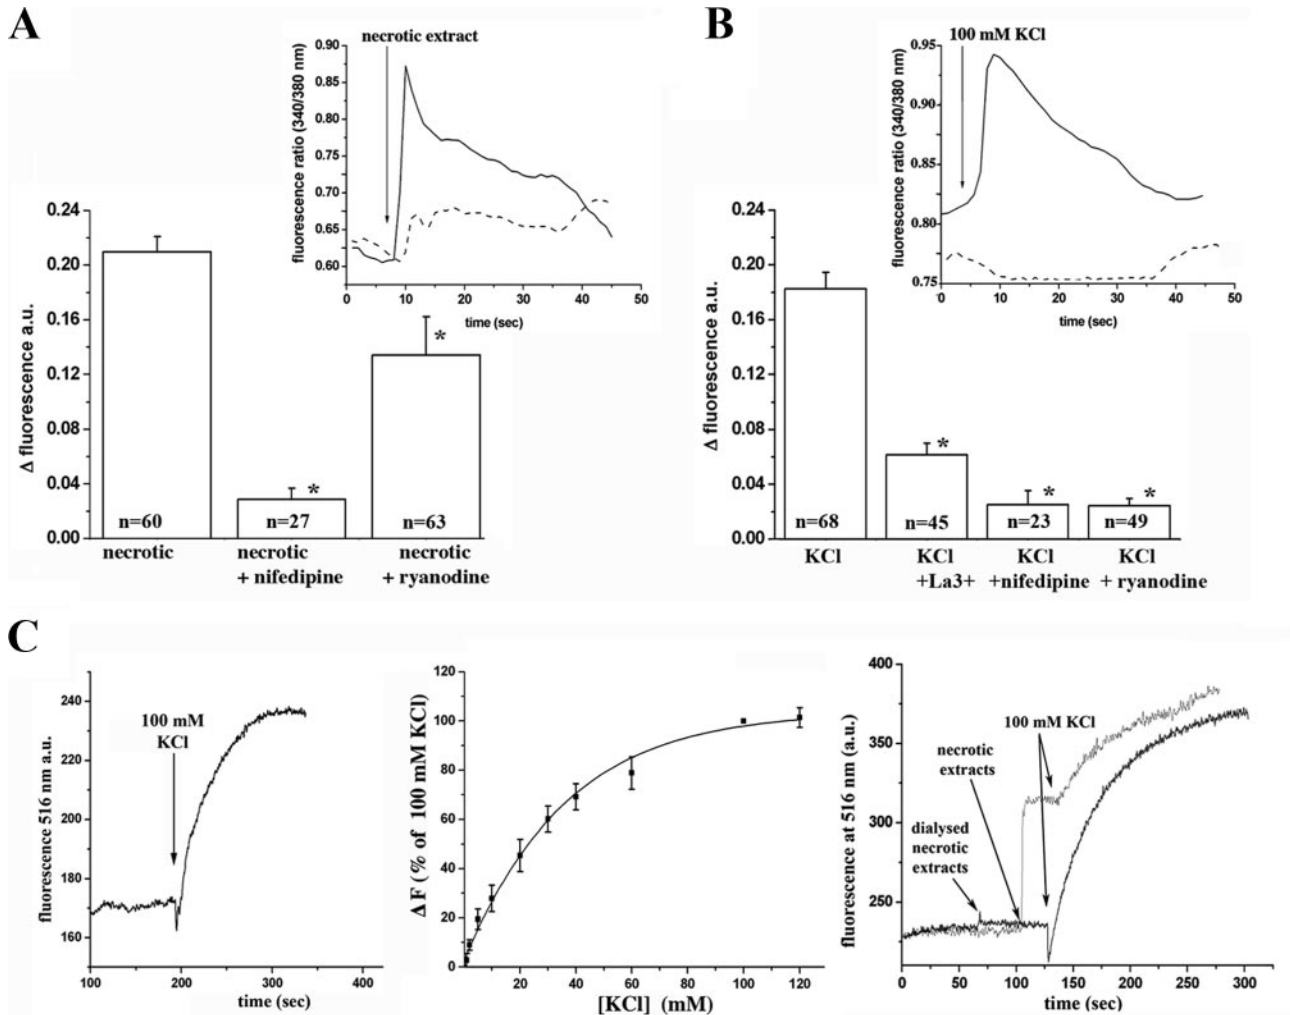 A
necrotic extract
fluorescence ratio (340/380 nm)
0.90
0.85
0.80
0.75
0.70
0.65
0.60
0 10 20 30 40 50
time (sec)
Δ fluorescence a.u.
0.24
0.20
0.16
0.12
0.08
0.04
0.00
*
*
n=60 n=27 n=63
necrotic necrotic necrotic
+ nifedipine + ryanodine
B
100 mM KCl
fluorescence ratio (340/380 nm)
0.95
0.90
0.85
0.80
0.75
0 10 20 30 40 50
time (sec)
Δ fluorescence a.u.
0.24
0.20
0.16
0.12
0.08
0.04
0.00
*
* *
n=68 n=45 n=23 n=49
KCl KCl KCl KCl
+La3+ +nifedipine + ryanodine
C
fluorescence 516 nm a.u.
240
220
200
180
160
100 mM
KCl
100 200 300 400
time (sec)
Δ F (% of 100 mM KCl)
120
100
80
60
40
20
0
20 40 60 80 100 120
[KCl] (mM)
fluorescence at 516 nm (a.u.)
400
350
300
250
100 mM KCl
necrotic
extracts
dialysed
necrotic
extracts
0 50 100 150 200 250 300
time (sec)